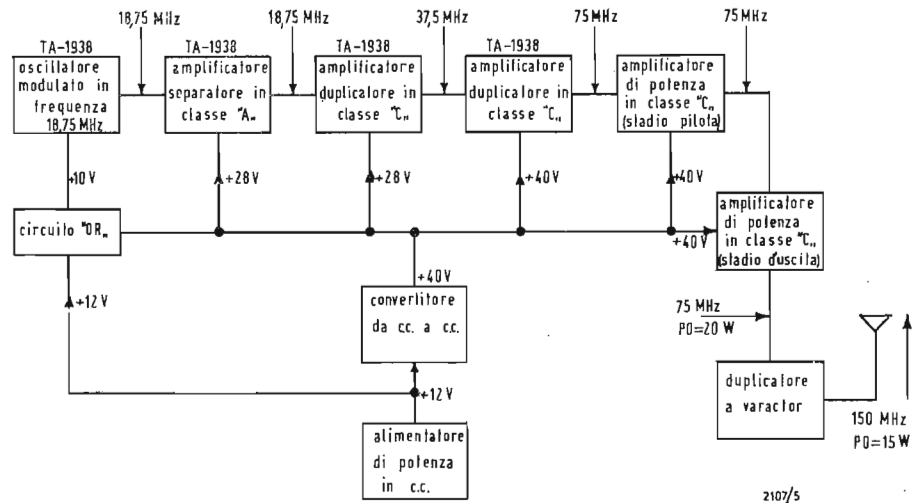 18,75 MHz
18,75 MHz
37,5 MHz
75 MHz
75 MHz
TA-1938
oscillatore
modulato in
frequenza
18,75 MHz
TA-1938
amplificatore
separatore in
classe "A„
TA-1938
amplificatore
duplicatore in
classe "C„
TA-1938
amplificatore
duplicatore in
classe "C„
amplificatore
di potenza
in classe "C„
(stadio pilota)
+10 V
+28 V
+28 V
+40 V
+40 V
circuito "OR„
+40 V
amplificatore
di potenza
in classe "C„
(stadio d'uscita)
+12 V
+40 V
convertitore
da c.c. a c.c.
75 MHz
PO=20 W
+12 V
duplicatore
a varactor
150 MHz
PO=15 W
alimentatore
di potenza
in c.c.
2107/5